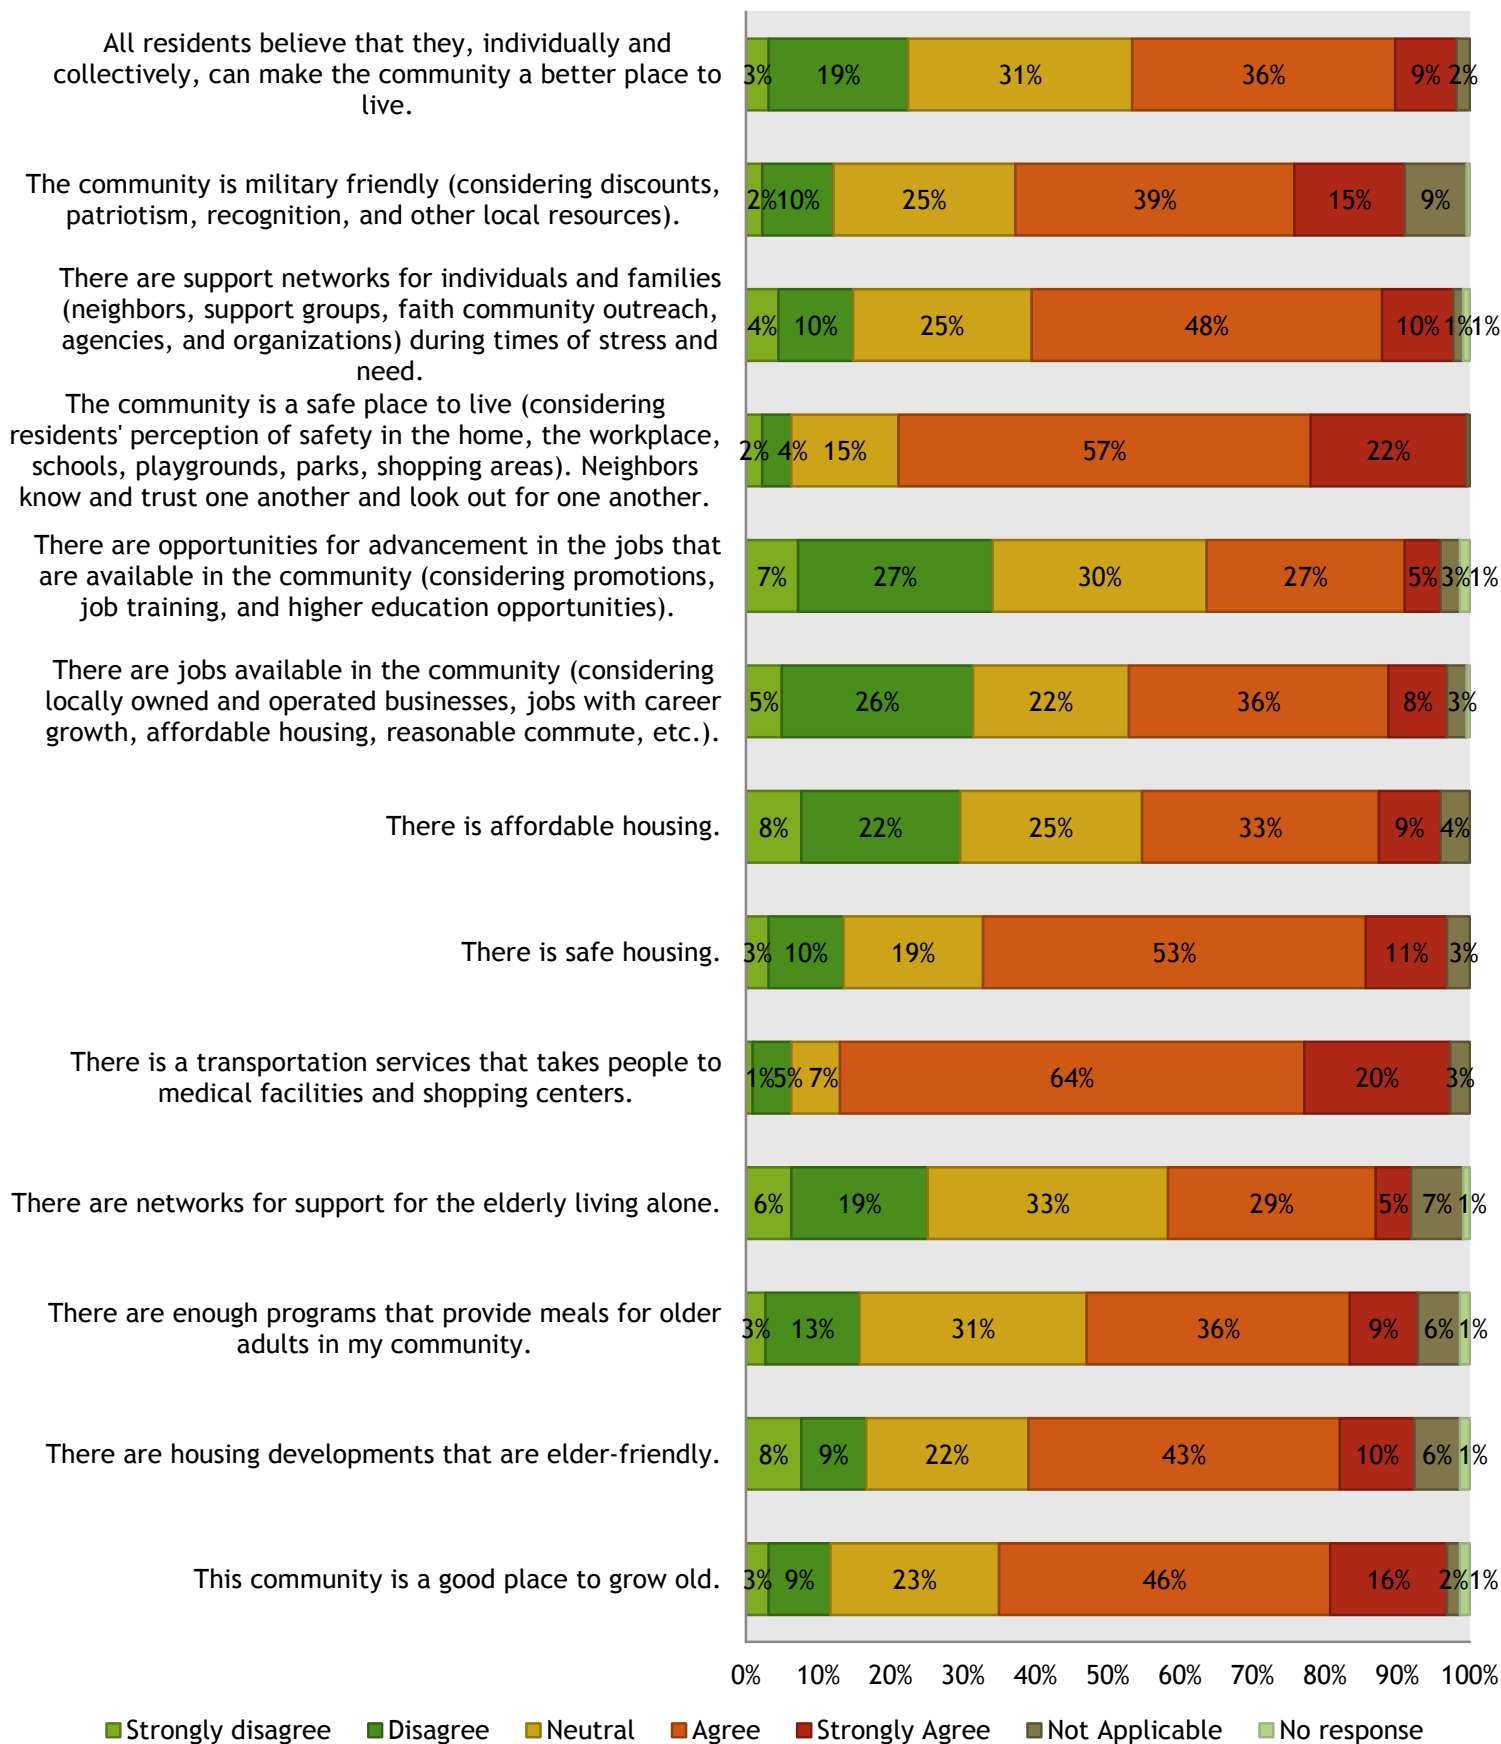 All residents believe that they, individually and
collectively, can make the community a better place to
live.
3% 19% 31% 36% 9% 2%
The community is military friendly (considering discounts,
patriotism, recognition, and other local resources).
2% 10% 25% 39% 15% 9%
There are support networks for individuals and families
(neighbors, support groups, faith community outreach,
agencies, and organizations) during times of stress and
need.
4% 10% 25% 48% 10% 1% 1%
The community is a safe place to live (considering
residents' perception of safety in the home, the workplace,
schools, playgrounds, parks, shopping areas). Neighbors
know and trust one another and look out for one another.
2% 4% 15% 57% 22%
There are opportunities for advancement in the jobs that
are available in the community (considering promotions,
job training, and higher education opportunities).
7% 27% 30% 27% 5% 3% 1%
There are jobs available in the community (considering
locally owned and operated businesses, jobs with career
growth, affordable housing, reasonable commute, etc.).
5% 26% 22% 36% 8% 3%
There is affordable housing.
8% 22% 25% 33% 9% 4%
There is safe housing.
3% 10% 19% 53% 11% 3%
There is a transportation services that takes people to
medical facilities and shopping centers.
1% 5% 7% 64% 20% 3%
There are networks for support for the elderly living alone.
6% 19% 33% 29% 5% 7% 1%
There are enough programs that provide meals for older
adults in my community.
3% 13% 31% 36% 9% 6% 1%
There are housing developments that are elder-friendly.
8% 9% 22% 43% 10% 6% 1%
This community is a good place to grow old.
3% 9% 23% 46% 16% 2% 1%
0% 10% 20% 30% 40% 50% 60% 70% 80% 90% 100%
Strongly disagree Disagree Neutral Agree Strongly Agree Not Applicable No response